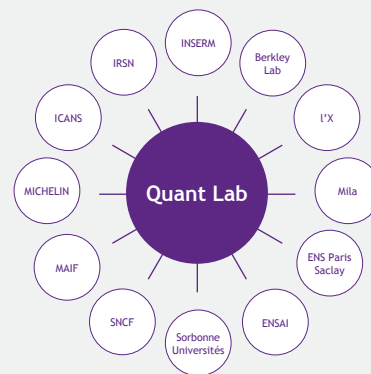 INSERM
Berkley
Lab
l'X
Mila
ENS Paris
Saclay
ENSAI
Sorbonne
Universités
SNCF
MAIF
MICHELIN
ICANS
IRSN
Quant Lab